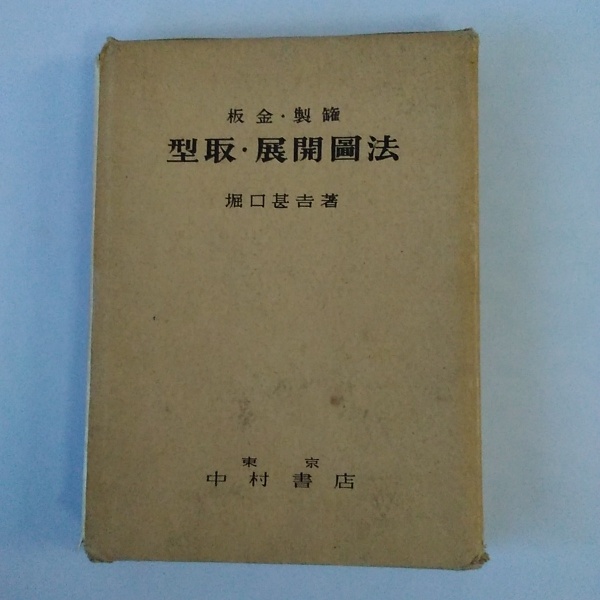 板金・製罐
型取・展開圖法
堀口甚吉著
東京
中村書店